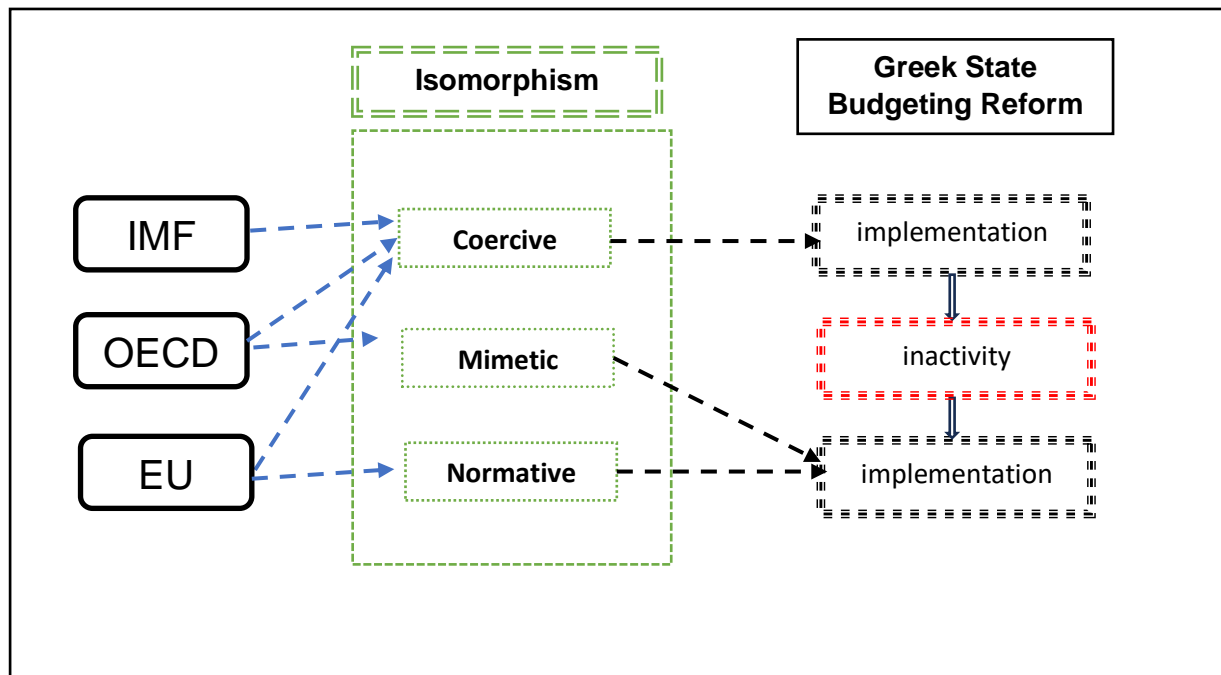 Isomorphism
Greek State
Budgeting Reform
IMF
OECD
EU
Coercive
Mimetic
Normative
implementation
inactivity
implementation